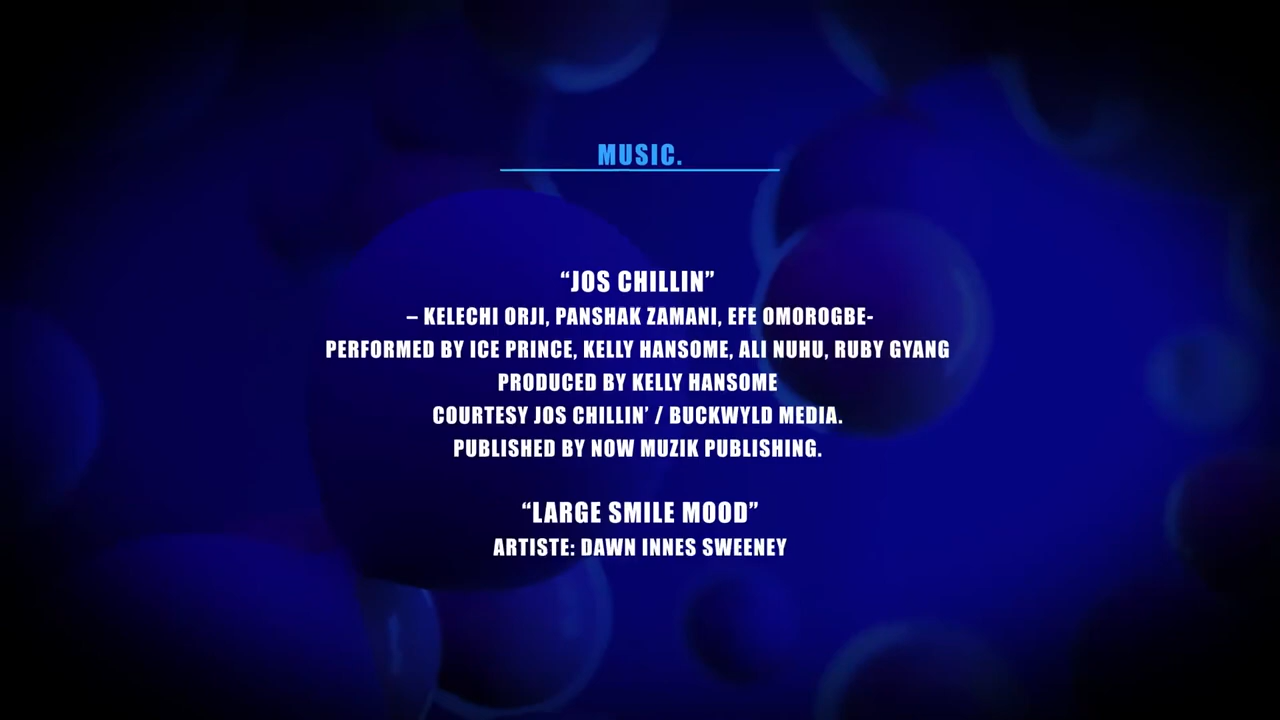 MUSIC.
“JOS CHILLIN”
– KELECHI ORJI, PANSHAK ZAMANI, EFE OMOROGBE-
PERFORMED BY ICE PRINCE, KELLY HANSOME, ALI NUHU, RUBY GYANG
PRODUCED BY KELLY HANSOME
COURTESY JOS CHILLIN’ / BUCKWYLD MEDIA.
PUBLISHED BY NOW MUZIK PUBLISHING.
“LARGE SMILE MOOD”
ARTISTE: DAWN INNES SWEENEY